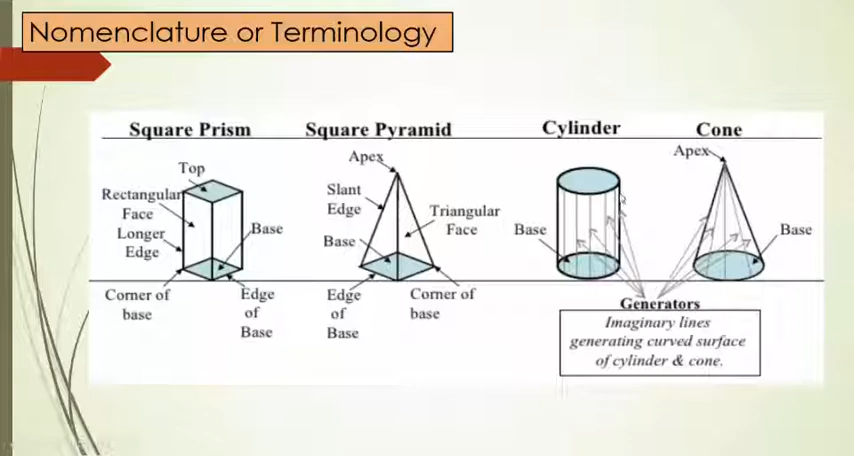 Nomenclature or Terminology
Square Prism
Square Pyramid
Cylinder
Cone
Top
Rectangular
Face
Longer
Edge
Base
Corner of
base
Edge
of
Base
Apex
Slant
Edge
Base
Triangular
Face
Edge
of
Base
Corner of
base
Base
Apex
Base
Generators
Imaginary lines
generating curved surface
of cylinder & cone.